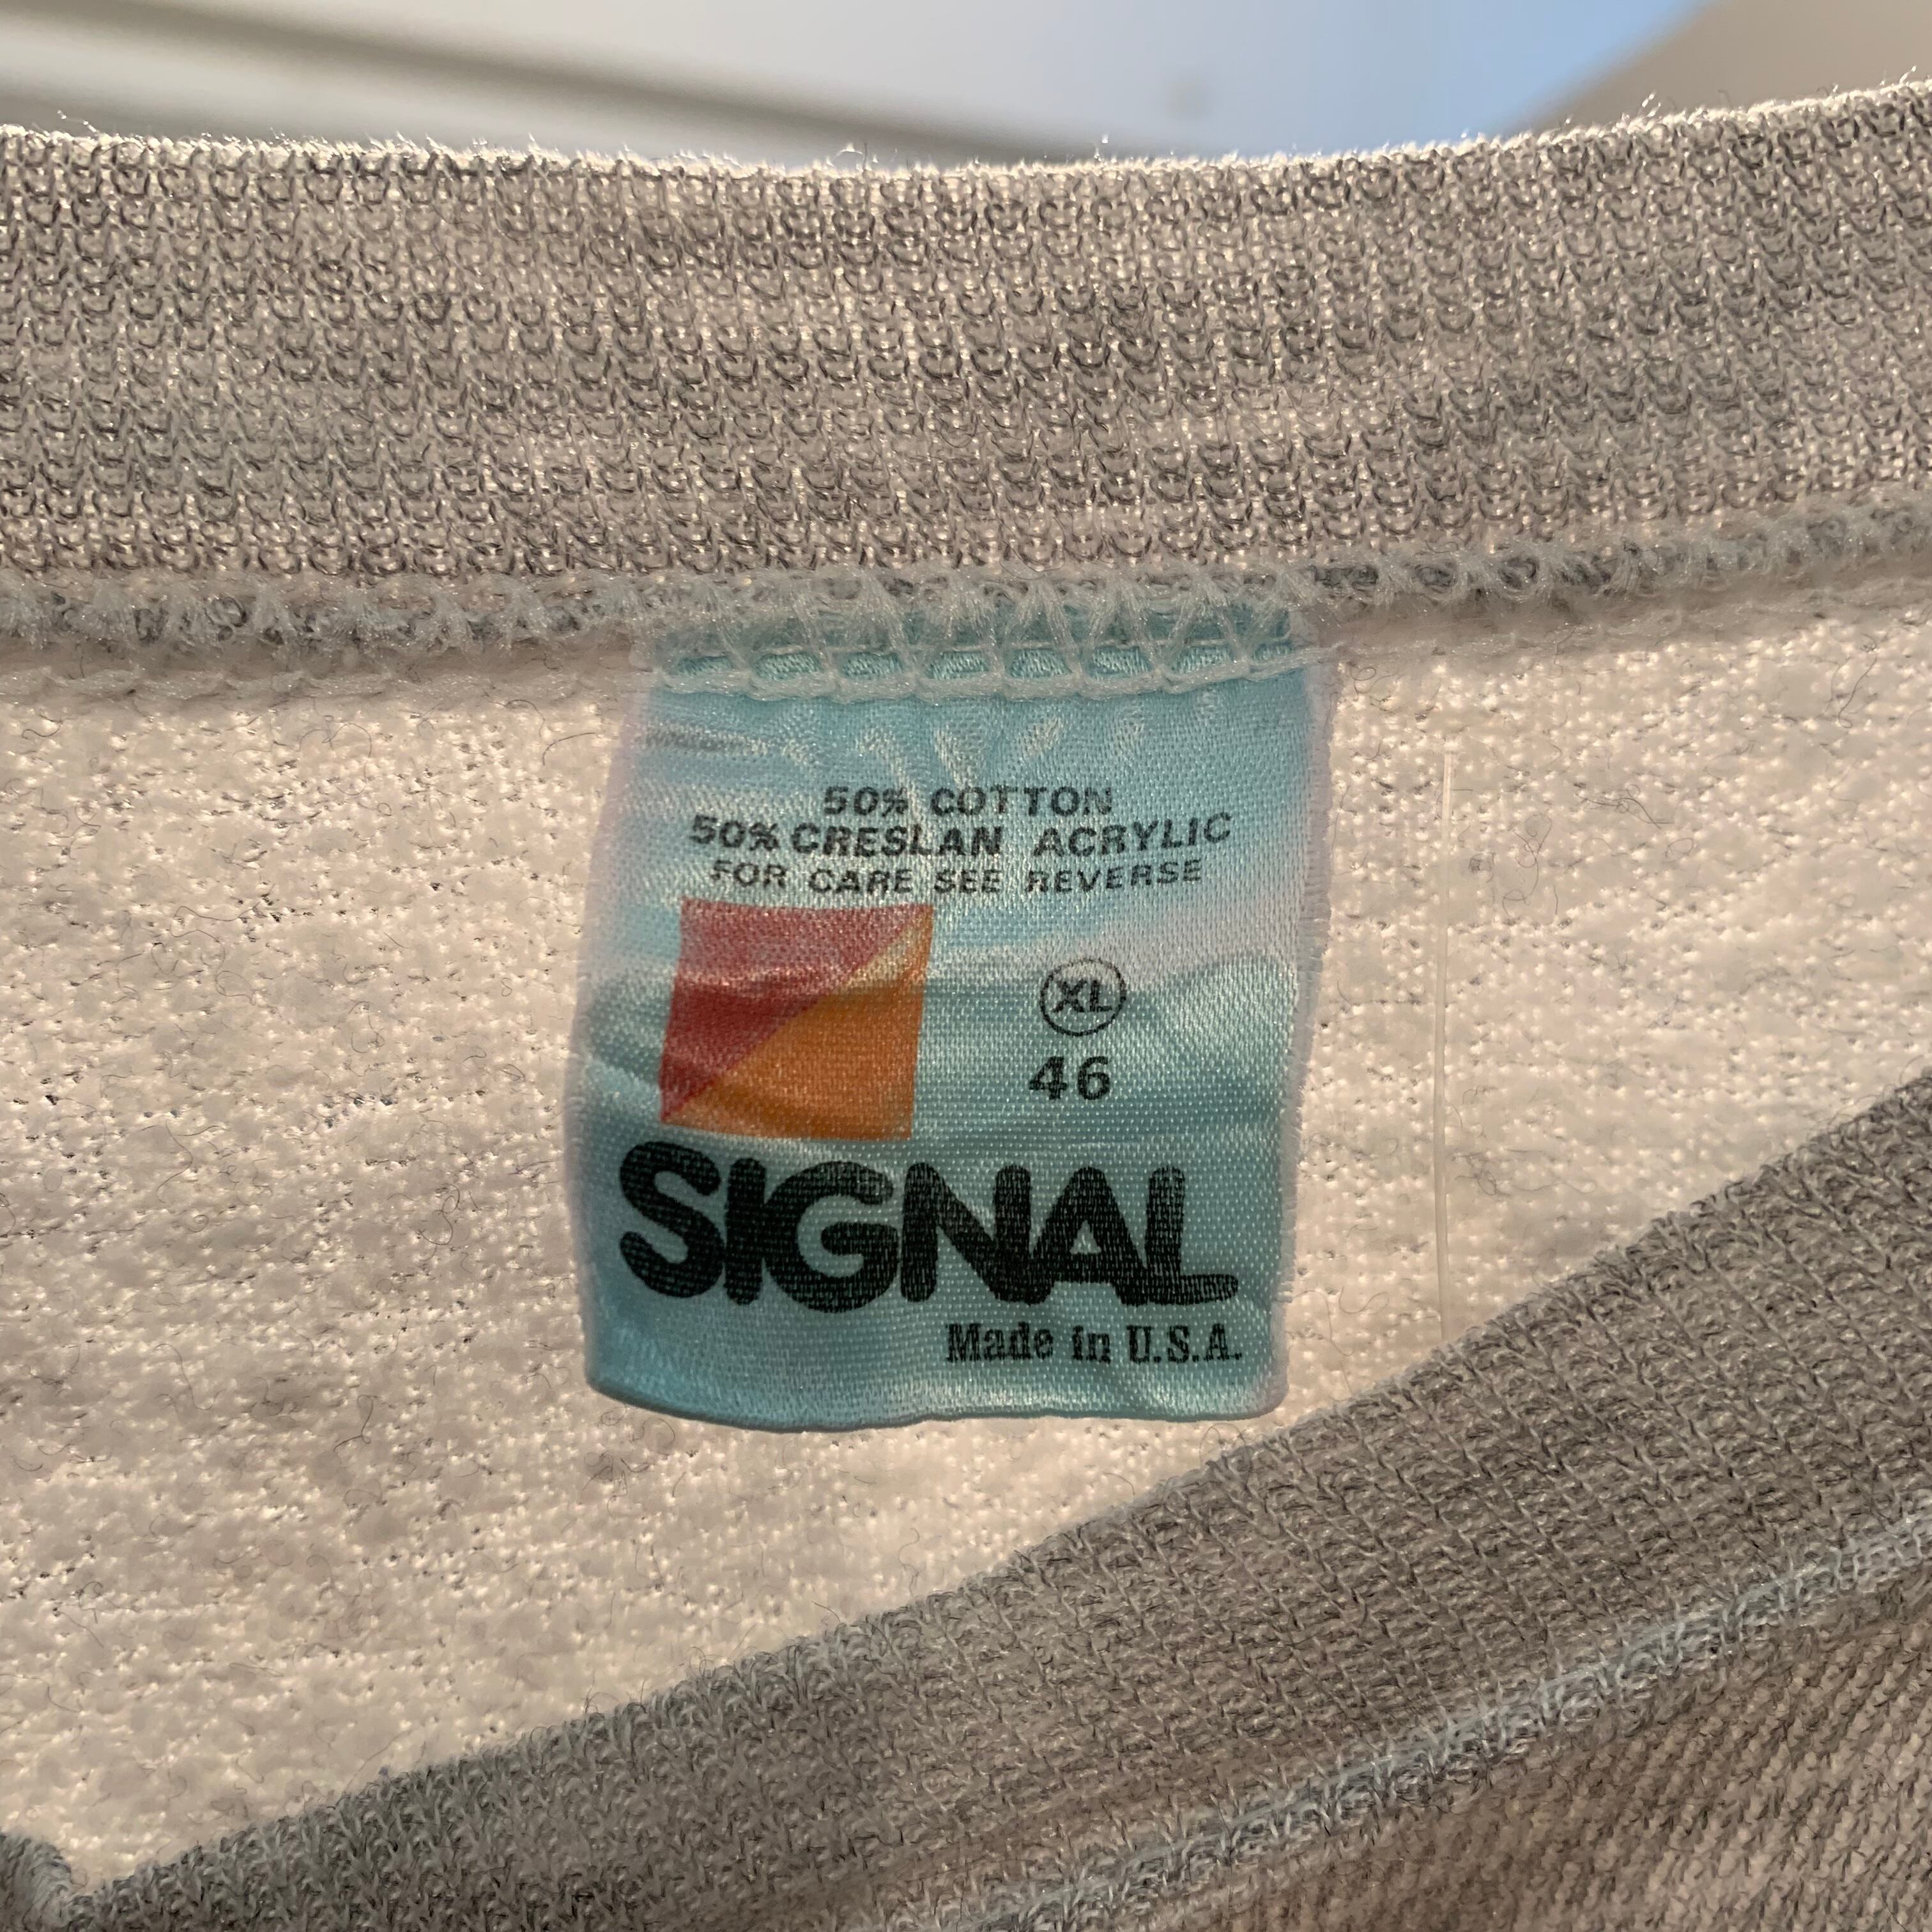 50% COTTON
50% CRESLAN ACRYLIC
FOR CARE SEE REVERSE
XL
46
SIGNAL
Made in U.S.A.